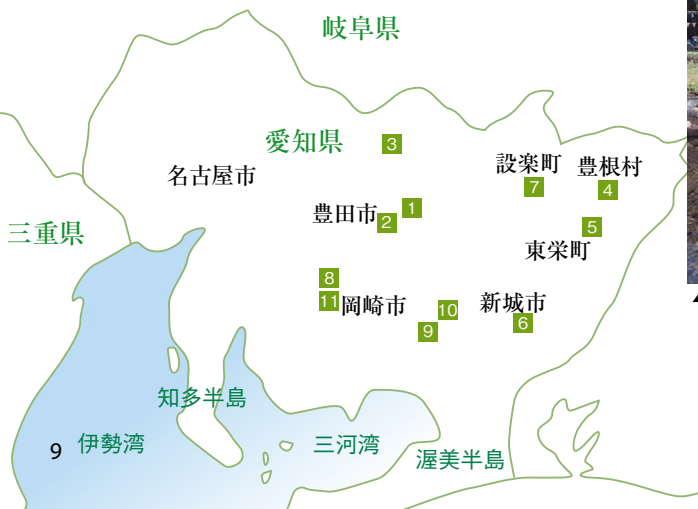 岐阜県
愛知県
3
名古屋市
設楽町
豊根村
7
4
豊田市
1
2
三重県
5
東栄町
8
11
岡崎市
10
新城市
9
6
知多半島
9
伊勢湾
三河湾
渥美半島